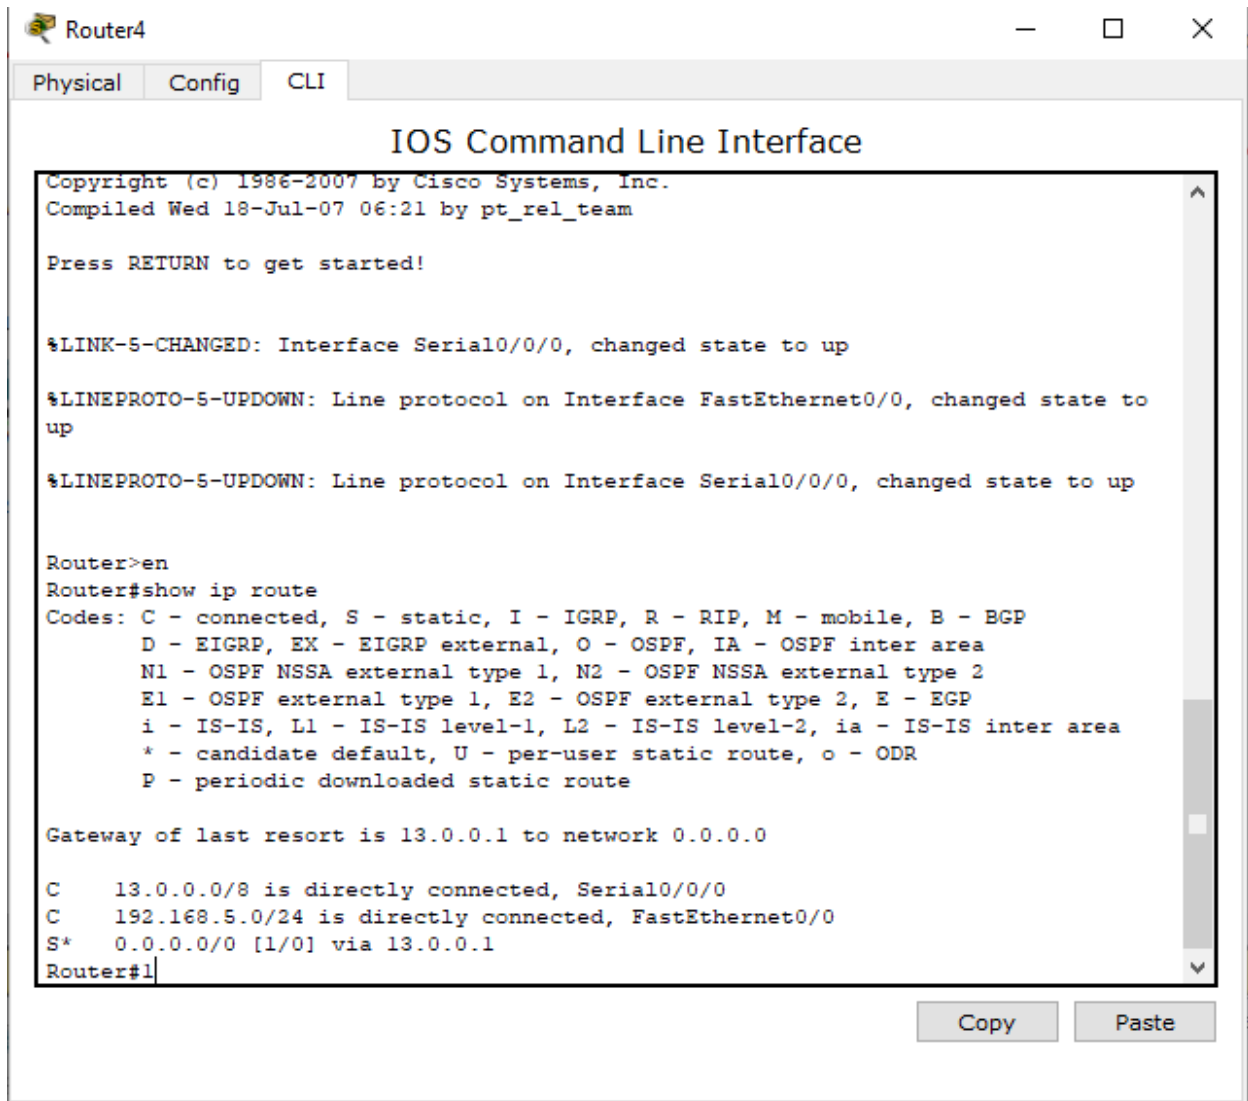 Router4
Physical Config CLI
IOS Command Line Interface
Copyright (c) 1986-2007 by Cisco Systems, Inc.
Compiled Wed 18-Jul-07 06:21 by pt_rel_team
Press RETURN to get started!
%LINK-5-CHANGED: Interface Serial0/0/0, changed state to up
%LINEPROTO-5-UPDOWN: Line protocol on Interface FastEthernet0/0, changed state to
up
%LINEPROTO-5-UPDOWN: Line protocol on Interface Serial0/0/0, changed state to up
Router>en
Router#show ip route
Codes: C - connected, S - static, I - IGRP, R - RIP, M - mobile, B - BGP
D - EIGRP, EX - EIGRP external, O - OSPF, IA - OSPF inter area
N1 - OSPF NSSA external type 1, N2 - OSPF NSSA external type 2
E1 - OSPF external type 1, E2 - OSPF external type 2, E - EGP
i - IS-IS, L1 - IS-IS level-1, L2 - IS-IS level-2, ia - IS-IS inter area
* - candidate default, U - per-user static route, o - ODR
P - periodic downloaded static route
Gateway of last resort is 13.0.0.1 to network 0.0.0.0
C 13.0.0.0/8 is directly connected, Serial0/0/0
C 192.168.5.0/24 is directly connected, FastEthernet0/0
S* 0.0.0.0/0 [1/0] via 13.0.0.1
Router#l
Copy Paste